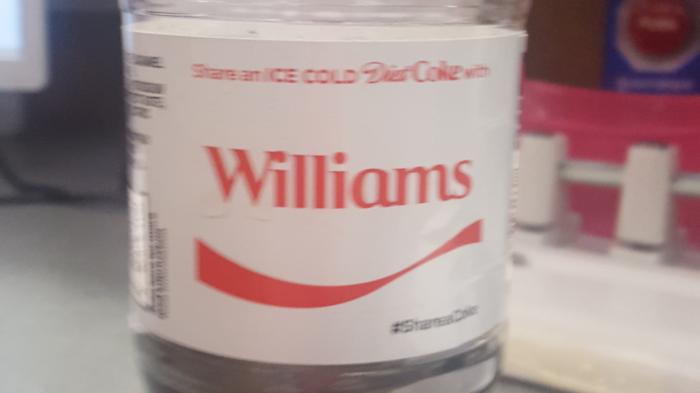 Share an ICE COLD Diet Coke with
Williams
#ShareaCoke